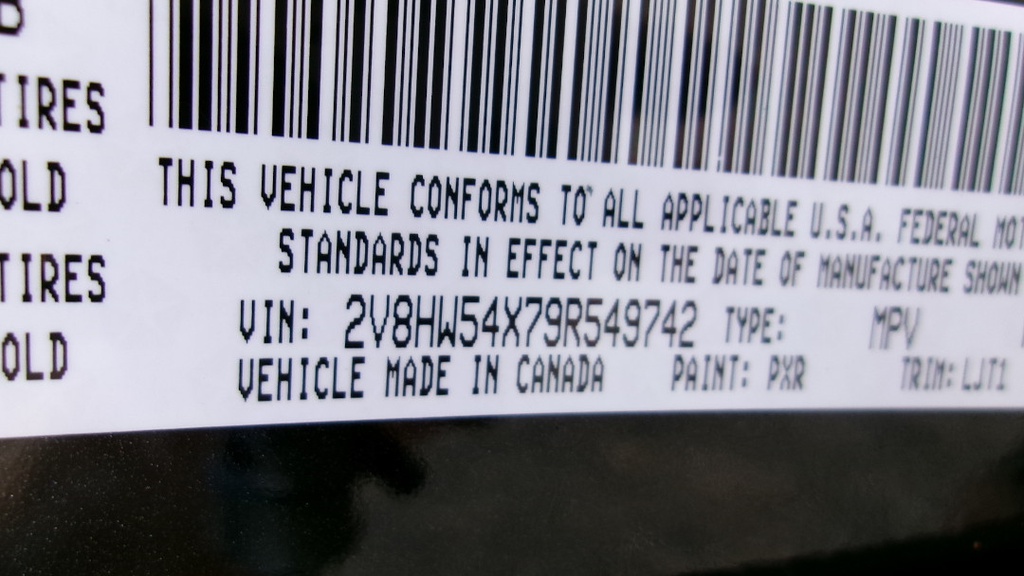 B
TIRES
OLD
TIRES
OLD
THIS VEHICLE CONFORMS TO ALL APPLICABLE U.S.A. FEDERAL MOT
STANDARDS IN EFFECT ON THE DATE OF MANUFACTURE SHOWN
VIN: 2V8HW54X79R549742 TYPE: MPV
VEHICLE MADE IN CANADA PAINT: PXR TRIM: LJT1